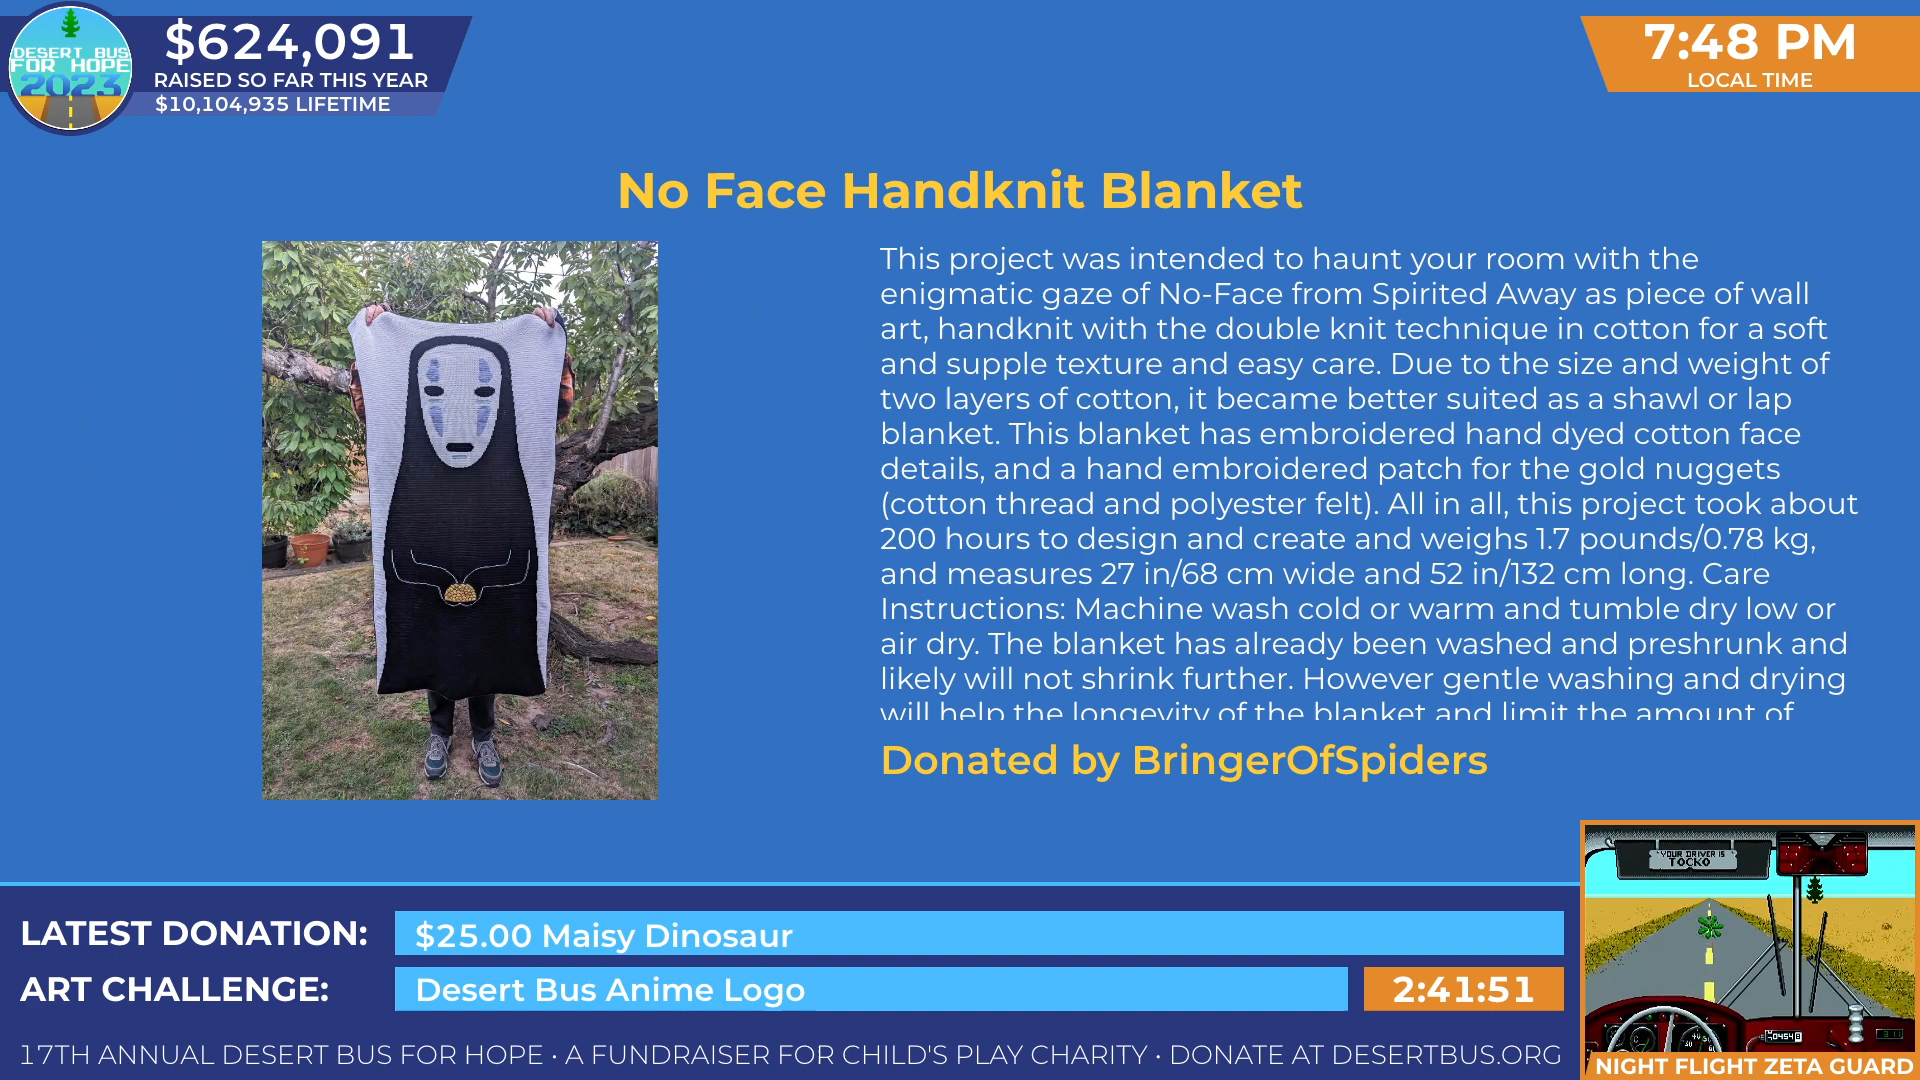 DESERT BUS
FOR HOPE
2023
$624,091
RAISED SO FAR THIS YEAR
$10,104,935 LIFETIME
7:48 PM
LOCAL TIME
No Face Handknit Blanket
This project was intended to haunt your room with the
enigmatic gaze of No-Face from Spirited Away as piece of wall
art, handknit with the double knit technique in cotton for a soft
and supple texture and easy care. Due to the size and weight of
two layers of cotton, it became better suited as a shawl or lap
blanket. This blanket has embroidered hand dyed cotton face
details, and a hand embroidered patch for the gold nuggets
(cotton thread and polyester felt). All in all, this project took about
200 hours to design and create and weighs 1.7 pounds/0.78 kg,
and measures 27 in/68 cm wide and 52 in/132 cm long. Care
Instructions: Machine wash cold or warm and tumble dry low or
air dry. The blanket has already been washed and preshrunk and
likely will not shrink further. However gentle washing and drying
will help the longevity of the blanket and limit the amount of
Donated by BringerOfSpiders
YOUR DRIVER IS
TOCKO
LATEST DONATION:
$25.00 Maisy Dinosaur
ART CHALLENGE:
Desert Bus Anime Logo
2:41:51
17TH ANNUAL DESERT BUS FOR HOPE • A FUNDRAISER FOR CHILD'S PLAY CHARITY • DONATE AT DESERTBUS.ORG
NIGHT FLIGHT ZETA GUARD